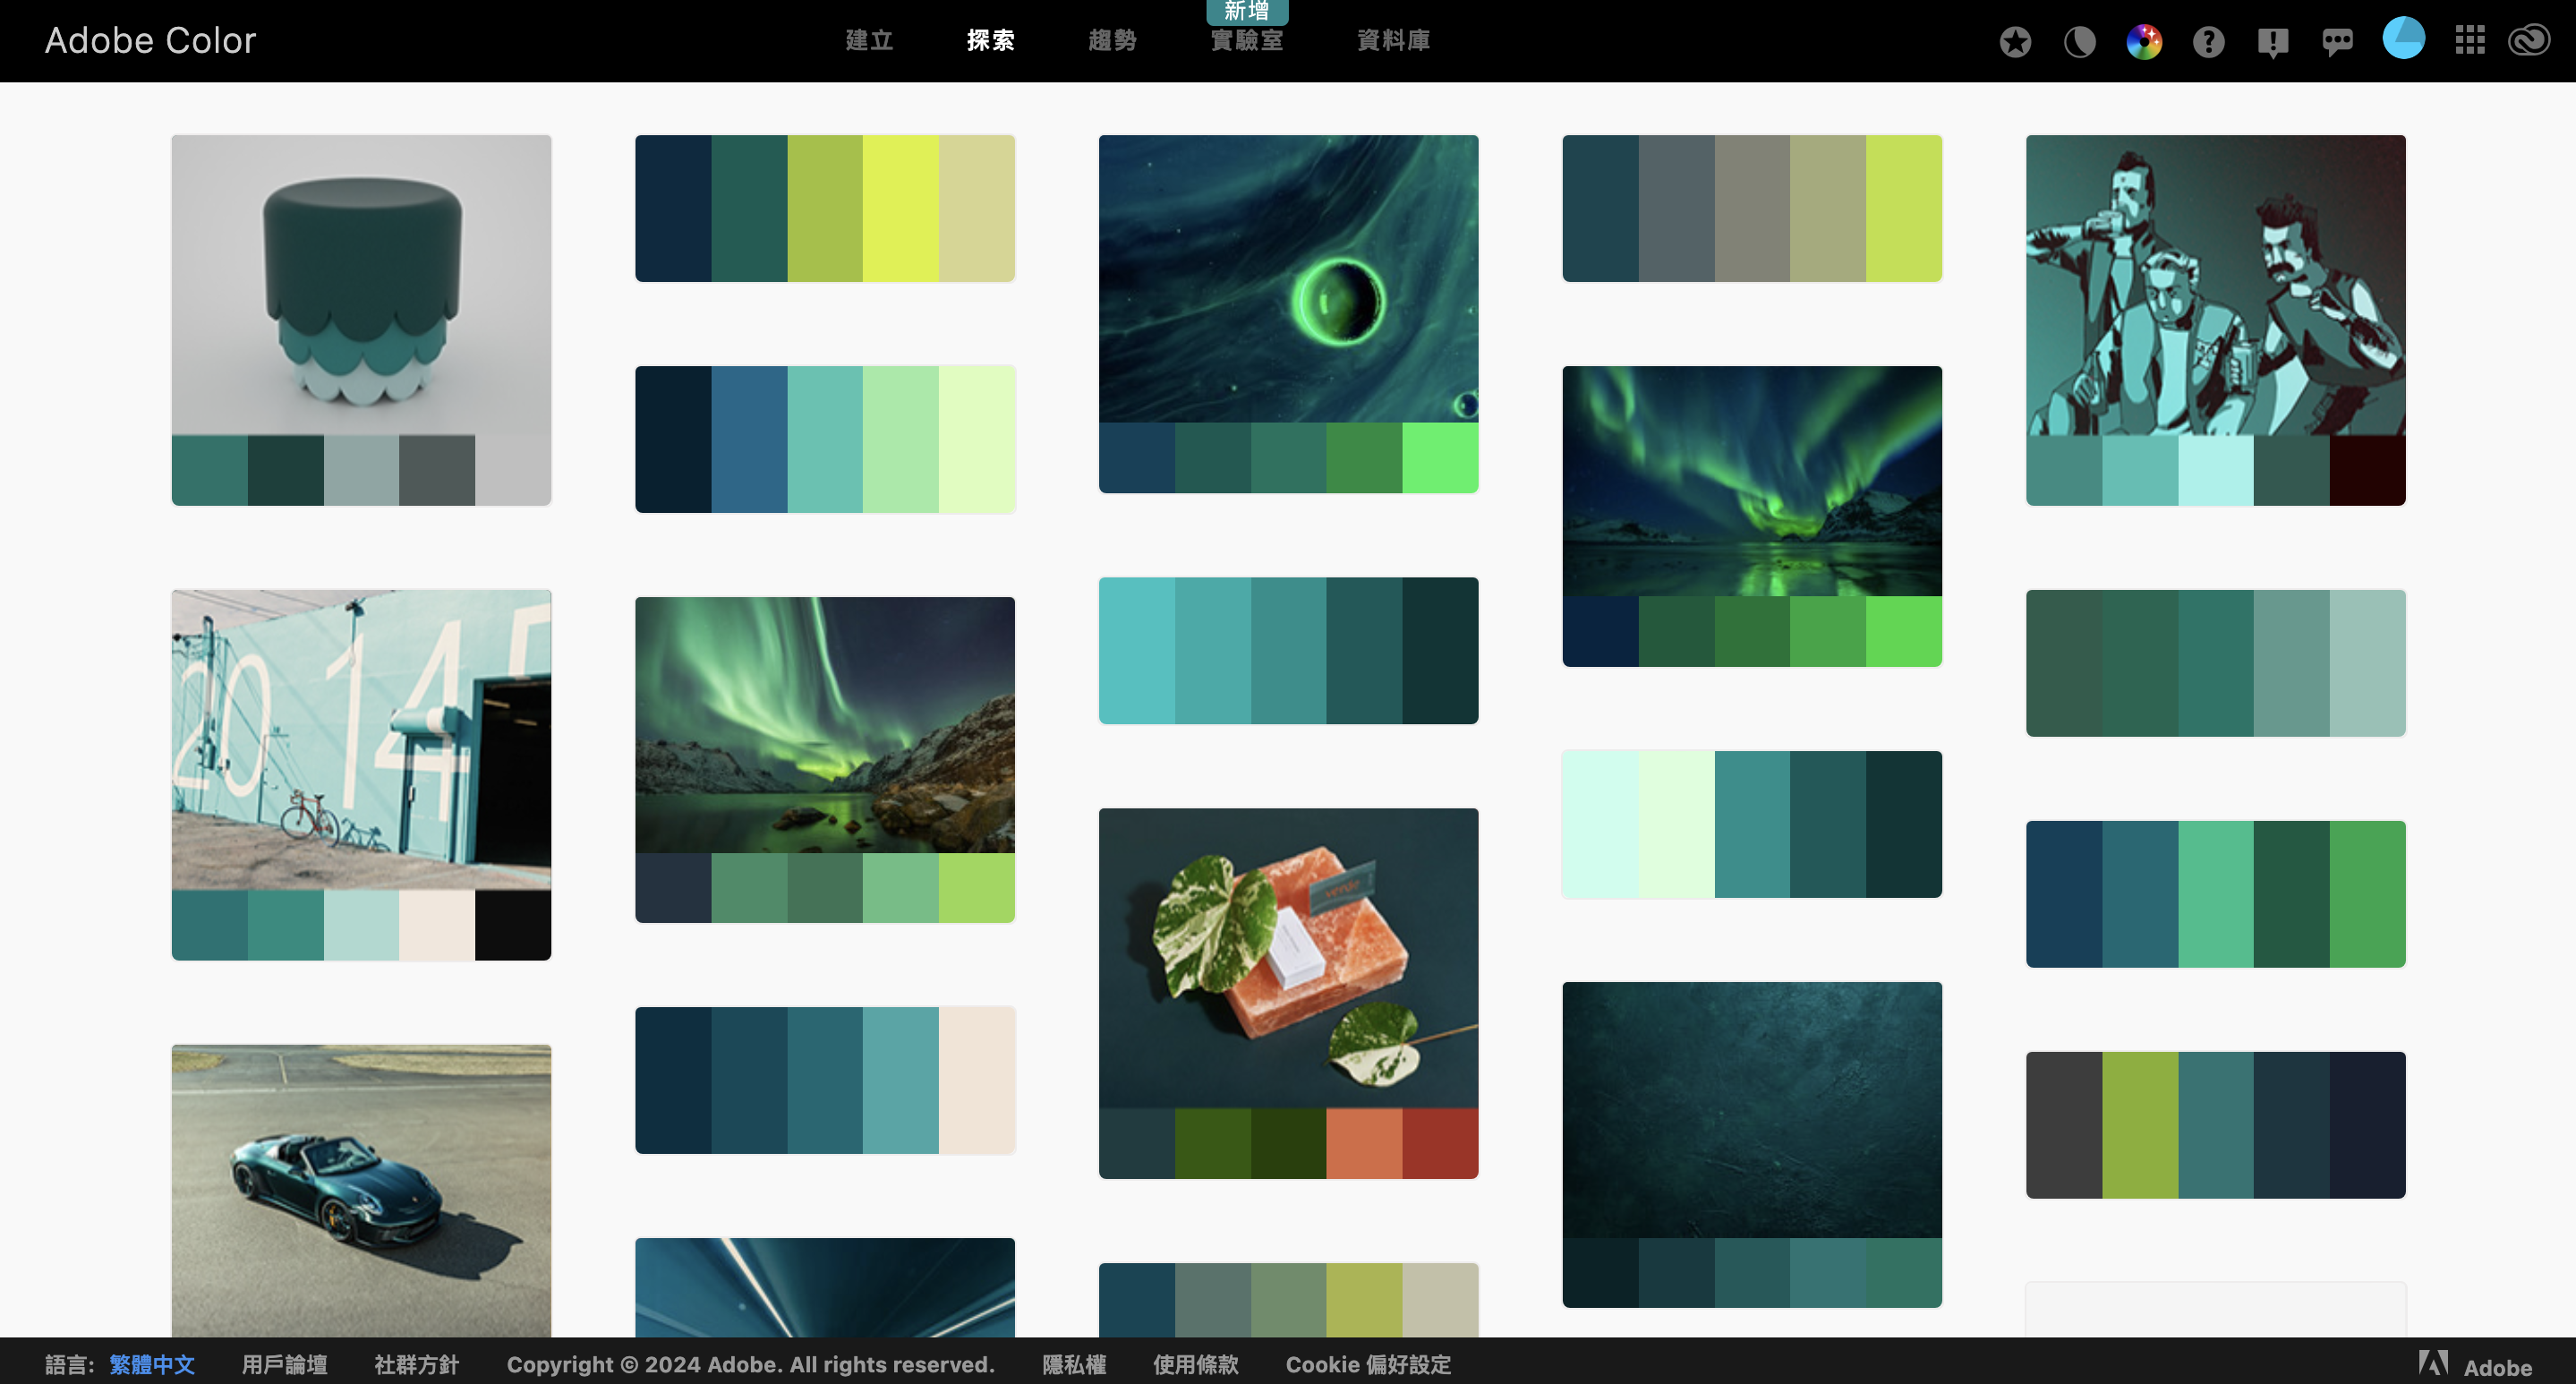 Adobe Color
建立
探索
趨勢
新增
實驗室
資料庫
2014
verde
語言:
繁體中文
用戶論壇
社群方針
Copyright © 2024 Adobe. All rights reserved.
隱私權
使用條款
Cookie 偏好設定
Adobe